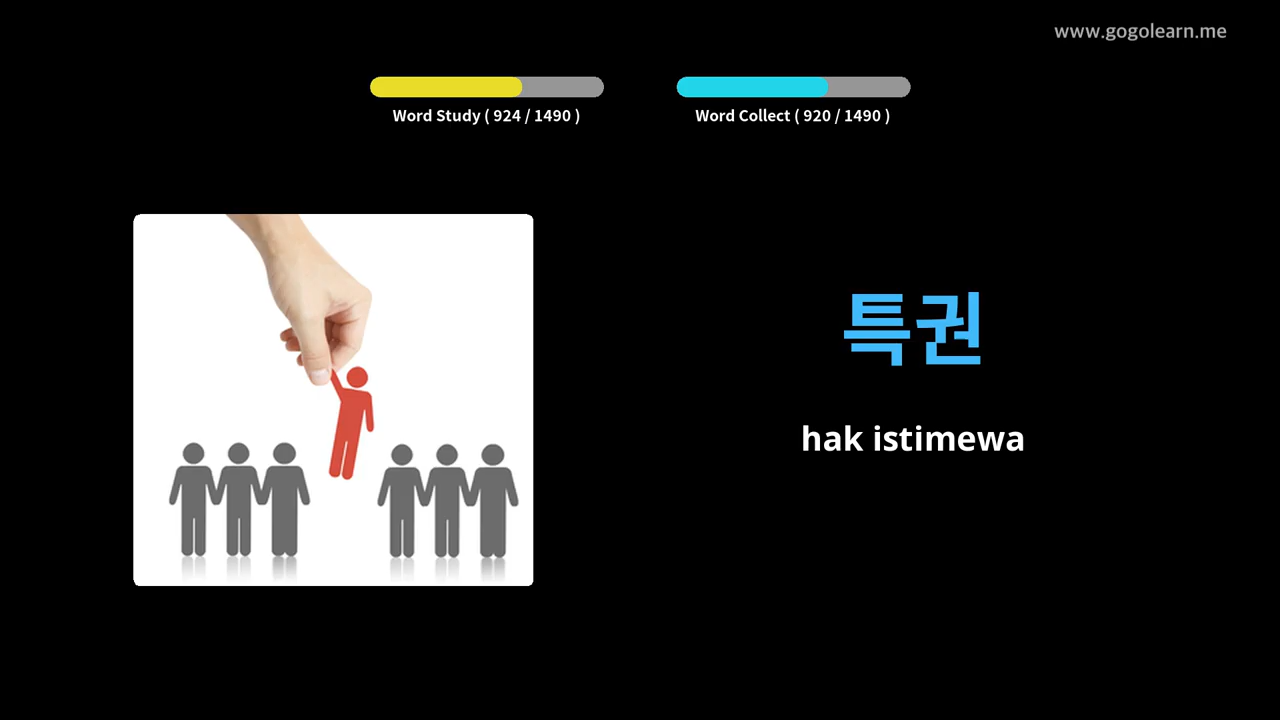 www.gogolearn.me
Word Study ( 924 / 1490 )
Word Collect ( 920 / 1490 )
특권
hak istimewa